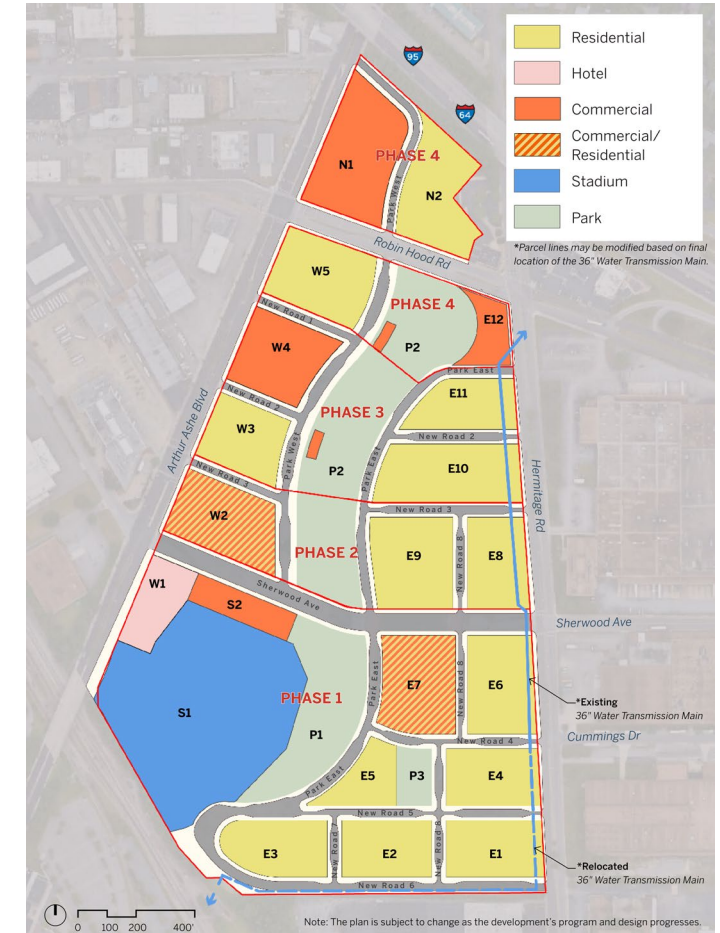 95
64
Residential
Hotel
Commercial
Commercial/
Residential
Stadium
Park
*Parcel lines may be modified based on final
location of the 36" Water Transmission Main.
PHASE 4
N1
N2
Park West
Robin Hood Rd
W5
PHASE 4
E12
New Road 1
P2
W4
Park East
E11
New Road 2
PHASE 3
Arthur Ashe Blvd
W3
Park West
New Road 2
P2
Park East
E10
Hermitage Rd
New Road 3
W2
New Road 3
PHASE 2
E9
New Road 8
E8
Sherwood Ave
W1
S2
Sherwood Ave
PHASE 1
Park East
E7
New Road 8
E6
S1
P1
*Existing
36" Water Transmission Main
New Road 4
Cummings Dr
Park East
E5
P3
E4
New Road 5
E3
New Road 7
E2
New Road 8
E1
*Relocated
36" Water Transmission Main
New Road 6
0 100 200 400'
Note: The plan is subject to change as the development's program and design progresses.